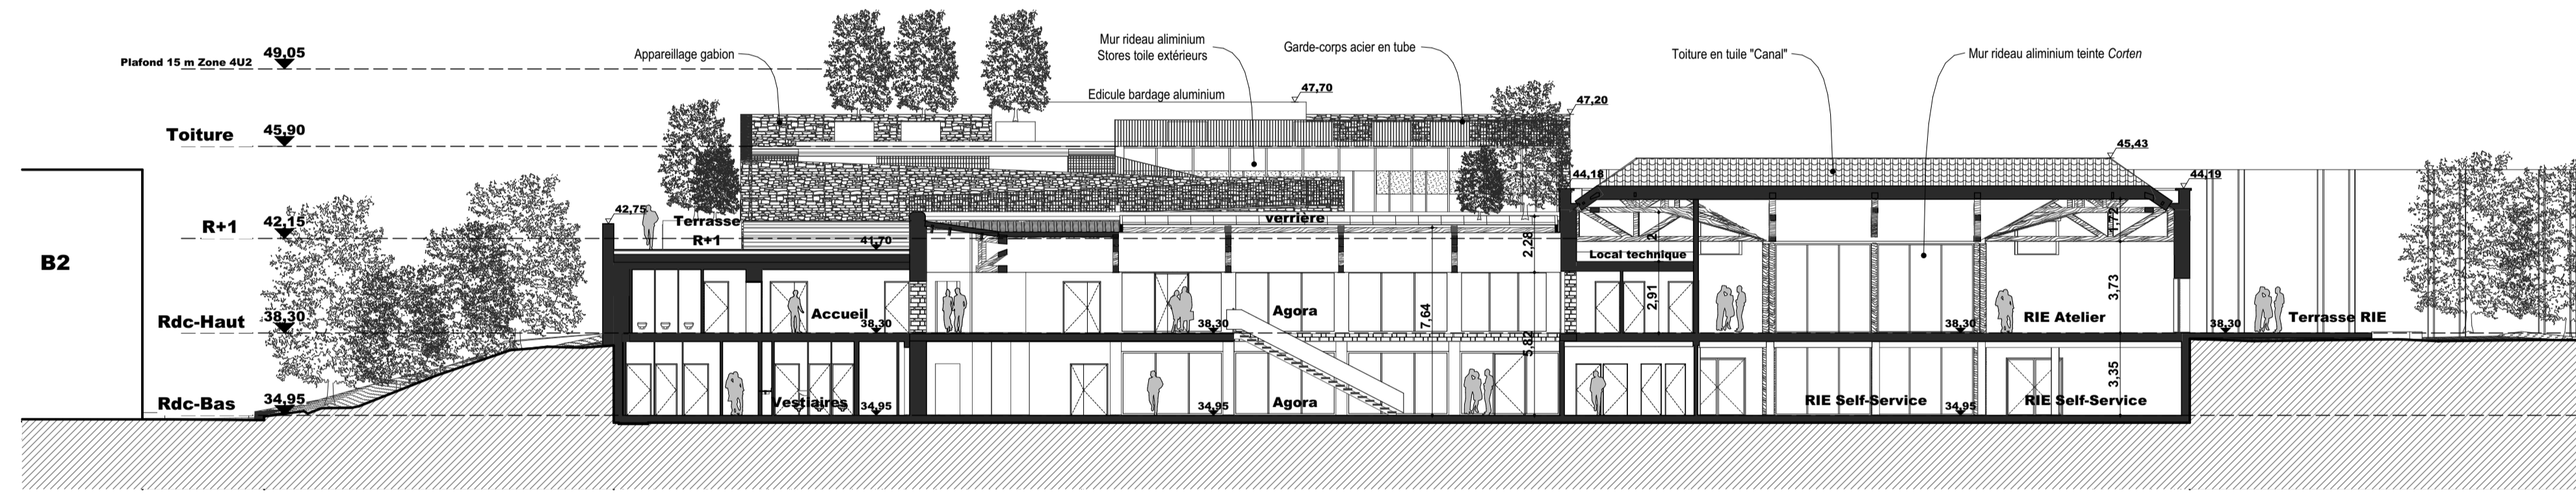 49,05
Plafond 15 m Zone 4U2
Appareillage gabion
Mur rideau aliminium
Stores toile extérieurs
Garde-corps acier en tube
Toiture en tuile "Canal"
Mur rideau aliminium teinte Corten
Edicule bardage aluminium
47,70
47,20
Toiture
45,90
45,43
44,18
44,19
42,75
Terrasse
R+1
verrière
R+1
42,15
41,70
2,28
2
1,72
B2
Local technique
Rdc-Haut
38,30
Accueil
38,30
38,30
Agora
7,64
5,82
2,91
38,30
RIE Atelier
3,73
38,30
Terrasse RIE
Rdc-Bas
34,95
Vestiaires
34,95
34,95
Agora
RIE Self-Service
34,95
RIE Self-Service
3,35